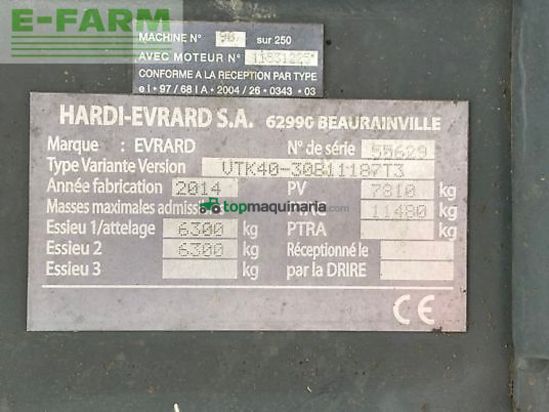 E-FARM
MACHINE N° sur 250
AVEC MOTEUR N°
CONFORME A LA RECEPTION PAR TYPE
e1*97/68 I A*2004/26*0343*03
HARDI-EVRARD S.A. 62990 BEAURAINVILLE
Marque : EVRARD N° de série 55629
Type Variante Version VTK40-30B11187T3
Année fabrication 2014 PV 7810 kg
Masses maximales admiss 11480 kg
topmaquinaria.com
Essieu 1/attelage 6300 kg PTRA kg
Essieu 2 6300 kg Réceptionné le
Essieu 3 kg par la DRIRE
CE